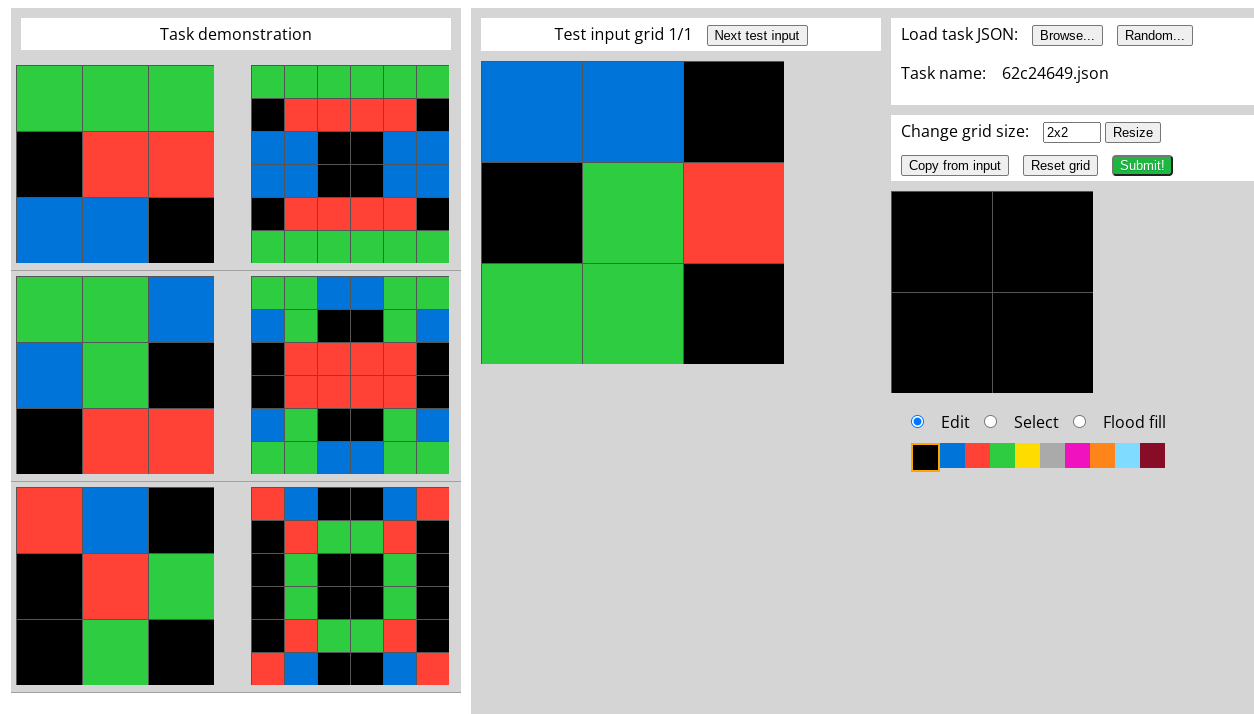 Task demonstration
Test input grid 1/1 Next test input
Load task JSON: Browse... Random...
Task name: 62c24649.json
Change grid size: 2x2 Resize
Copy from input Reset grid Submit!
Edit Select Flood fill